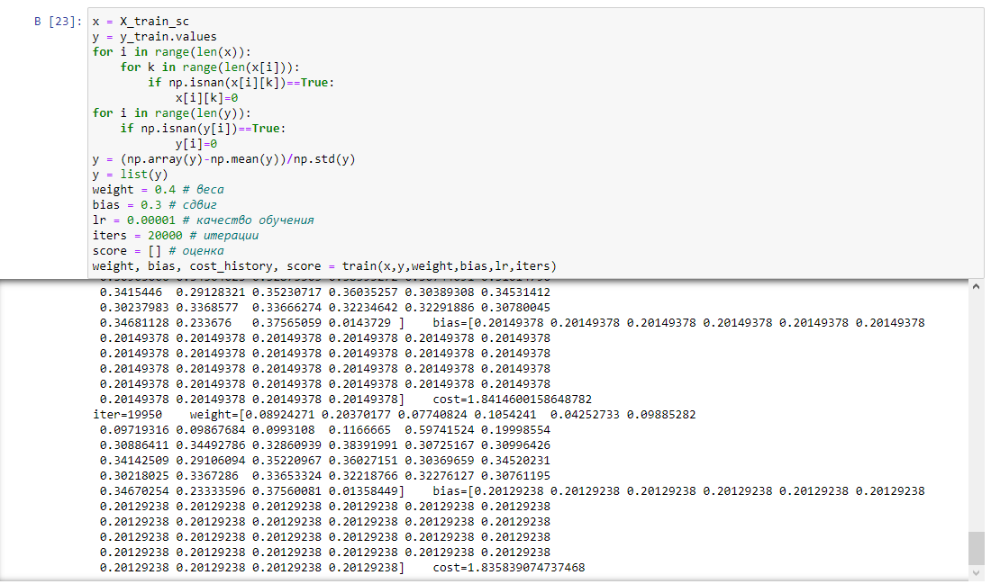 В [23]: x = X_train_sc
y = y_train.values
for i in range(len(x)):
    for k in range(len(x[i])):
        if np.isnan(x[i][k])==True:
            x[i][k]=0
for i in range(len(y)):
    if np.isnan(y[i])==True:
            y[i]=0
y = (np.array(y)-np.mean(y))/np.std(y)
y = list(y)
weight = 0.4 # веса
bias = 0.3 # сдвиг
lr = 0.00001 # качество обучения
iters = 20000 # итерации
score = [] # оценка
weight, bias, cost_history, score = train(x,y,weight,bias,lr,iters)
0.3415446  0.29128321 0.35230717 0.36035257 0.30389308 0.34531412
0.30237983 0.3368577  0.33666274 0.32234642 0.32291886 0.30780045
0.34681128 0.233676   0.37565059 0.0143729 ]    bias=[0.20149378 0.20149378 0.20149378 0.20149378 0.20149378 0.20149378
0.20149378 0.20149378 0.20149378 0.20149378 0.20149378 0.20149378
0.20149378 0.20149378 0.20149378 0.20149378 0.20149378 0.20149378
0.20149378 0.20149378 0.20149378 0.20149378 0.20149378 0.20149378
0.20149378 0.20149378 0.20149378 0.20149378 0.20149378 0.20149378
0.20149378 0.20149378 0.20149378 0.20149378]    cost=1.8414600158648782
iter=19950    weight=[0.08924271 0.20370177 0.07740824 0.1054241  0.04252733 0.09885282
0.09719316 0.09867684 0.0993108  0.1166665  0.59741524 0.19998554
0.30886411 0.34492786 0.32860939 0.38391991 0.30725167 0.30996426
0.34142509 0.29106094 0.35220967 0.36027151 0.30369659 0.34520231
0.30218025 0.3367286  0.33653324 0.32218766 0.32276127 0.30761195
0.34670254 0.23333596 0.37560081 0.01358449]    bias=[0.20129238 0.20129238 0.20129238 0.20129238 0.20129238 0.20129238
0.20129238 0.20129238 0.20129238 0.20129238 0.20129238 0.20129238
0.20129238 0.20129238 0.20129238 0.20129238 0.20129238 0.20129238
0.20129238 0.20129238 0.20129238 0.20129238 0.20129238 0.20129238
0.20129238 0.20129238 0.20129238 0.20129238 0.20129238 0.20129238
0.20129238 0.20129238 0.20129238 0.20129238]    cost=1.835839074737468